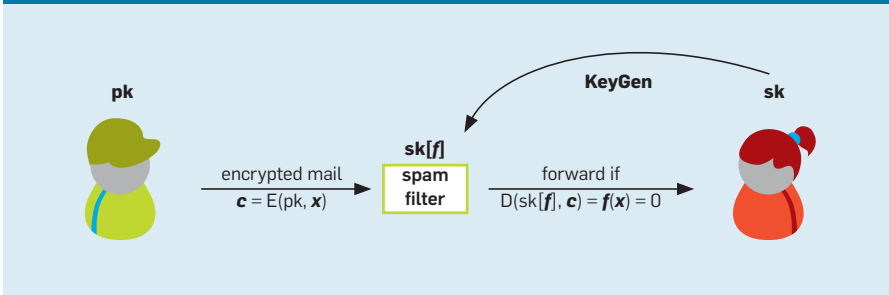 KeyGen
pk
sk
sk[f]
encrypted mail
c = E(pk, x)
spam
filter
forward if
D(sk[f], c) = f(x) = 0